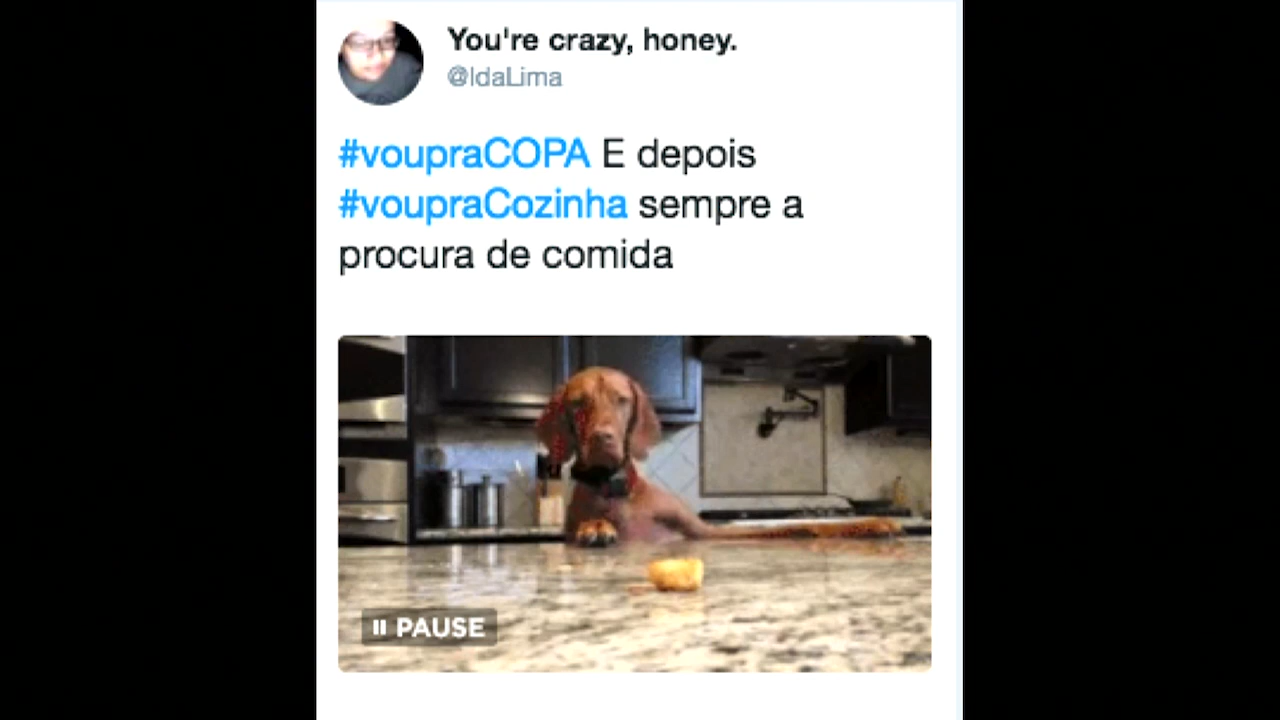 You're crazy, honey.
@IdaLima
#voupraCOPA E depois
#voupraCozinha sempre a
procura de comida
PAUSE